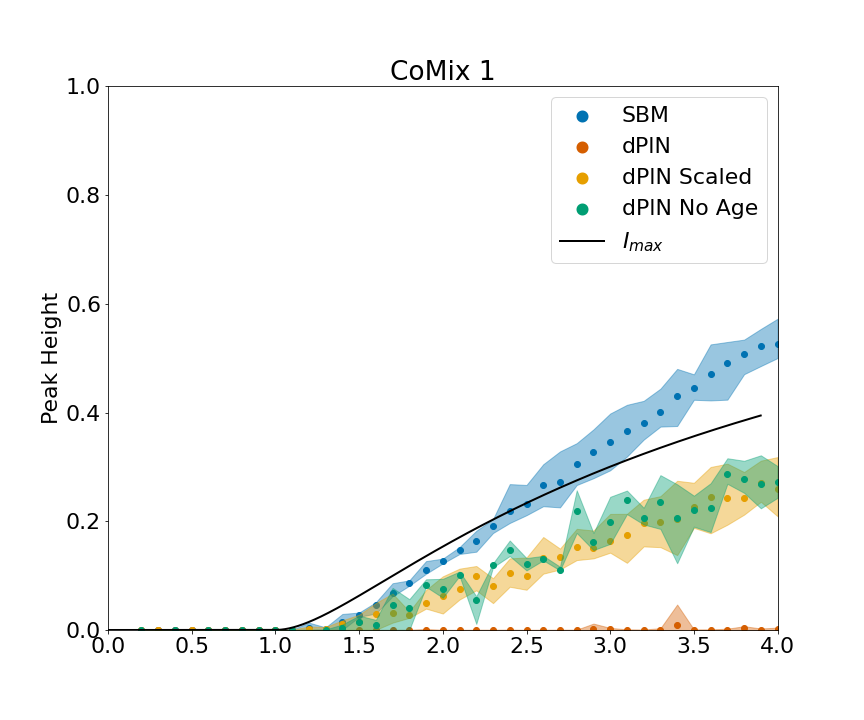 CoMix 1
1.0
0.8
0.6
0.4
0.2
0.0
Peak Height
SBM
dPIN
dPIN Scaled
dPIN No Age
I_max
0.0 0.5 1.0 1.5 2.0 2.5 3.0 3.5 4.0